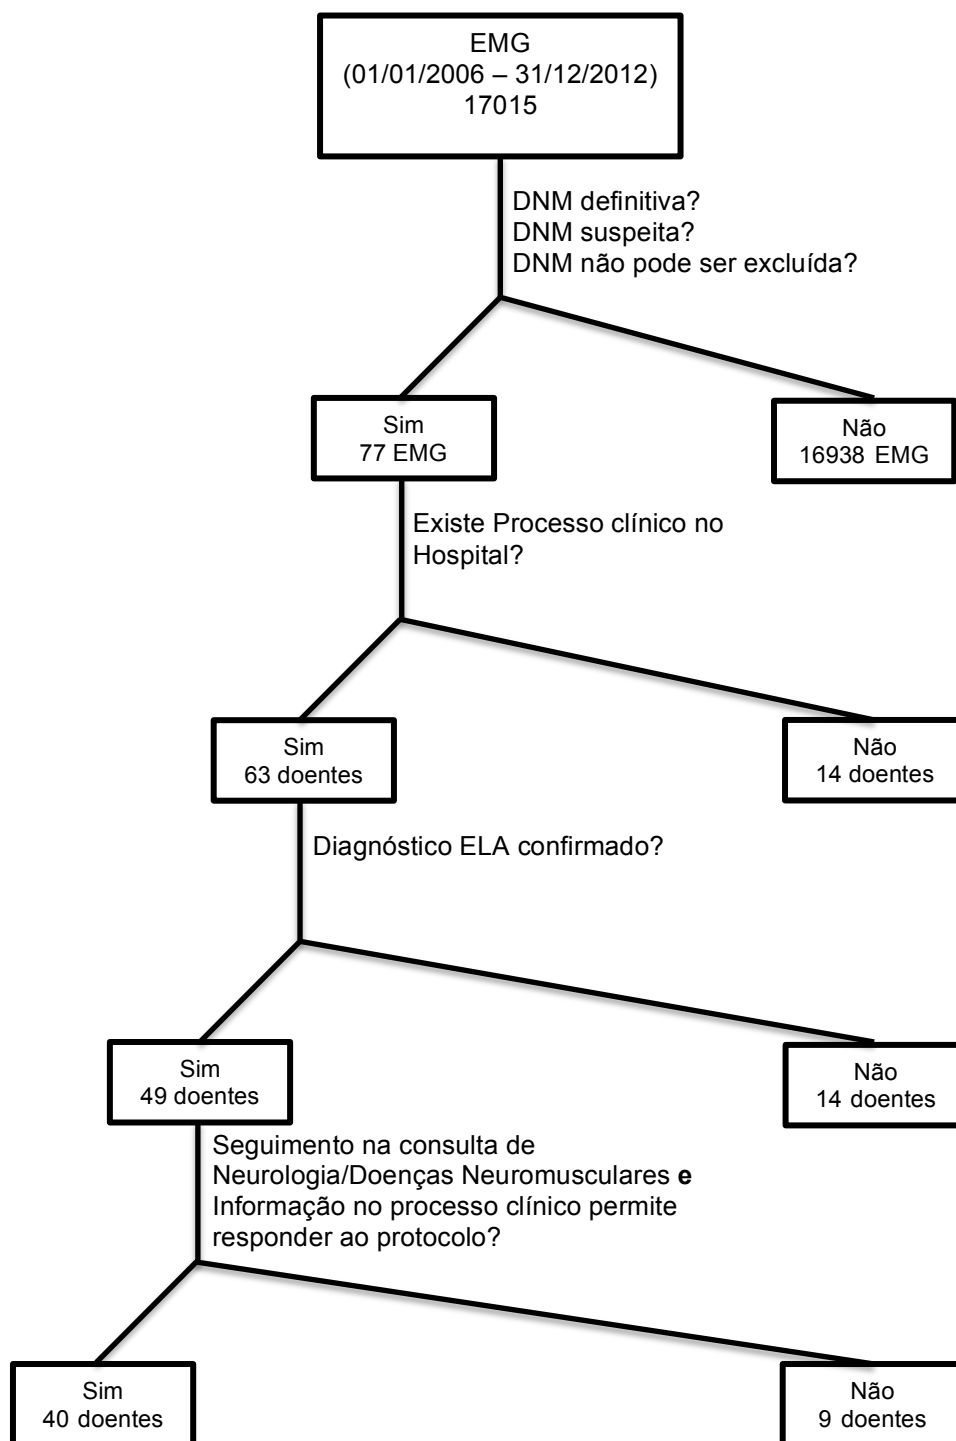 EMG
(01/01/2006 – 31/12/2012)
17015
DNM definitiva?
DNM suspeita?
DNM não pode ser excluída?
Sim
77 EMG
Não
16938 EMG
Existe Processo clínico no
Hospital?
Sim
63 doentes
Não
14 doentes
Diagnóstico ELA confirmado?
Sim
49 doentes
Não
14 doentes
Seguimento na consulta de
Neurologia/Doenças Neuromusculares e
Informação no processo clínico permite
responder ao protocolo?
Sim
40 doentes
Não
9 doentes